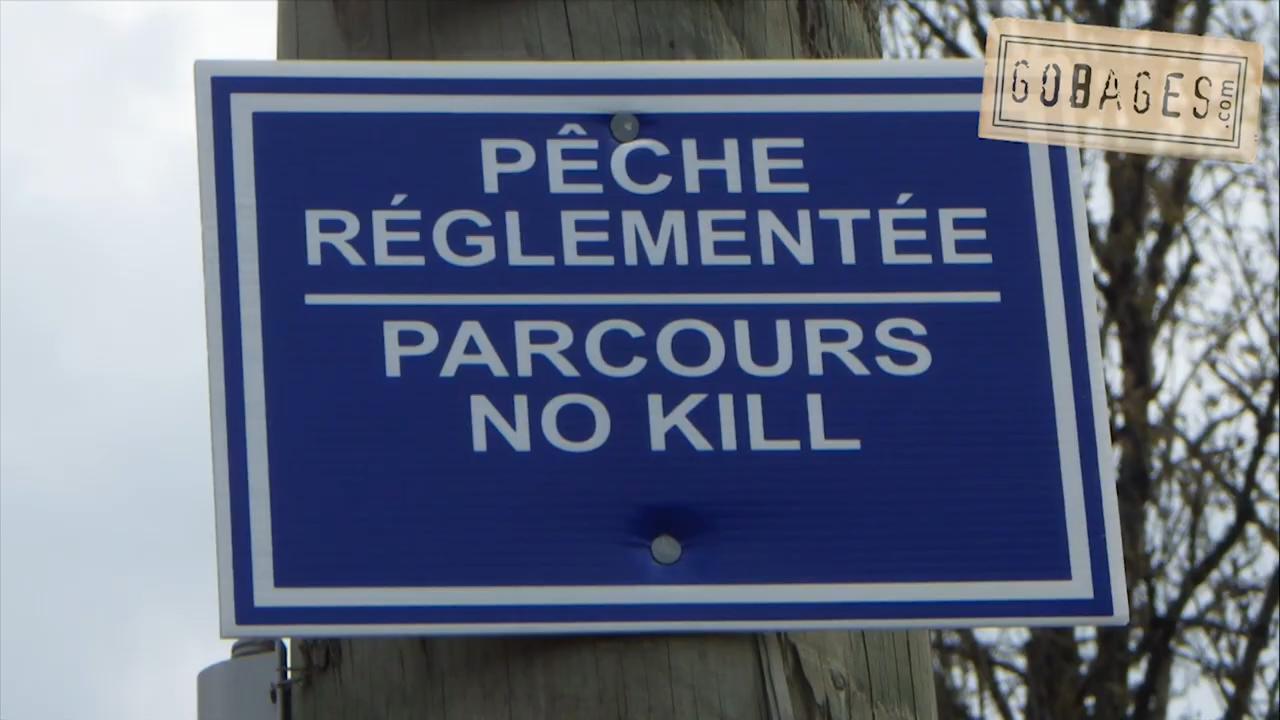 PÊCHE
RÉGLEMENTÉE
PARCOURS
NO KILL
GOBAGES.com